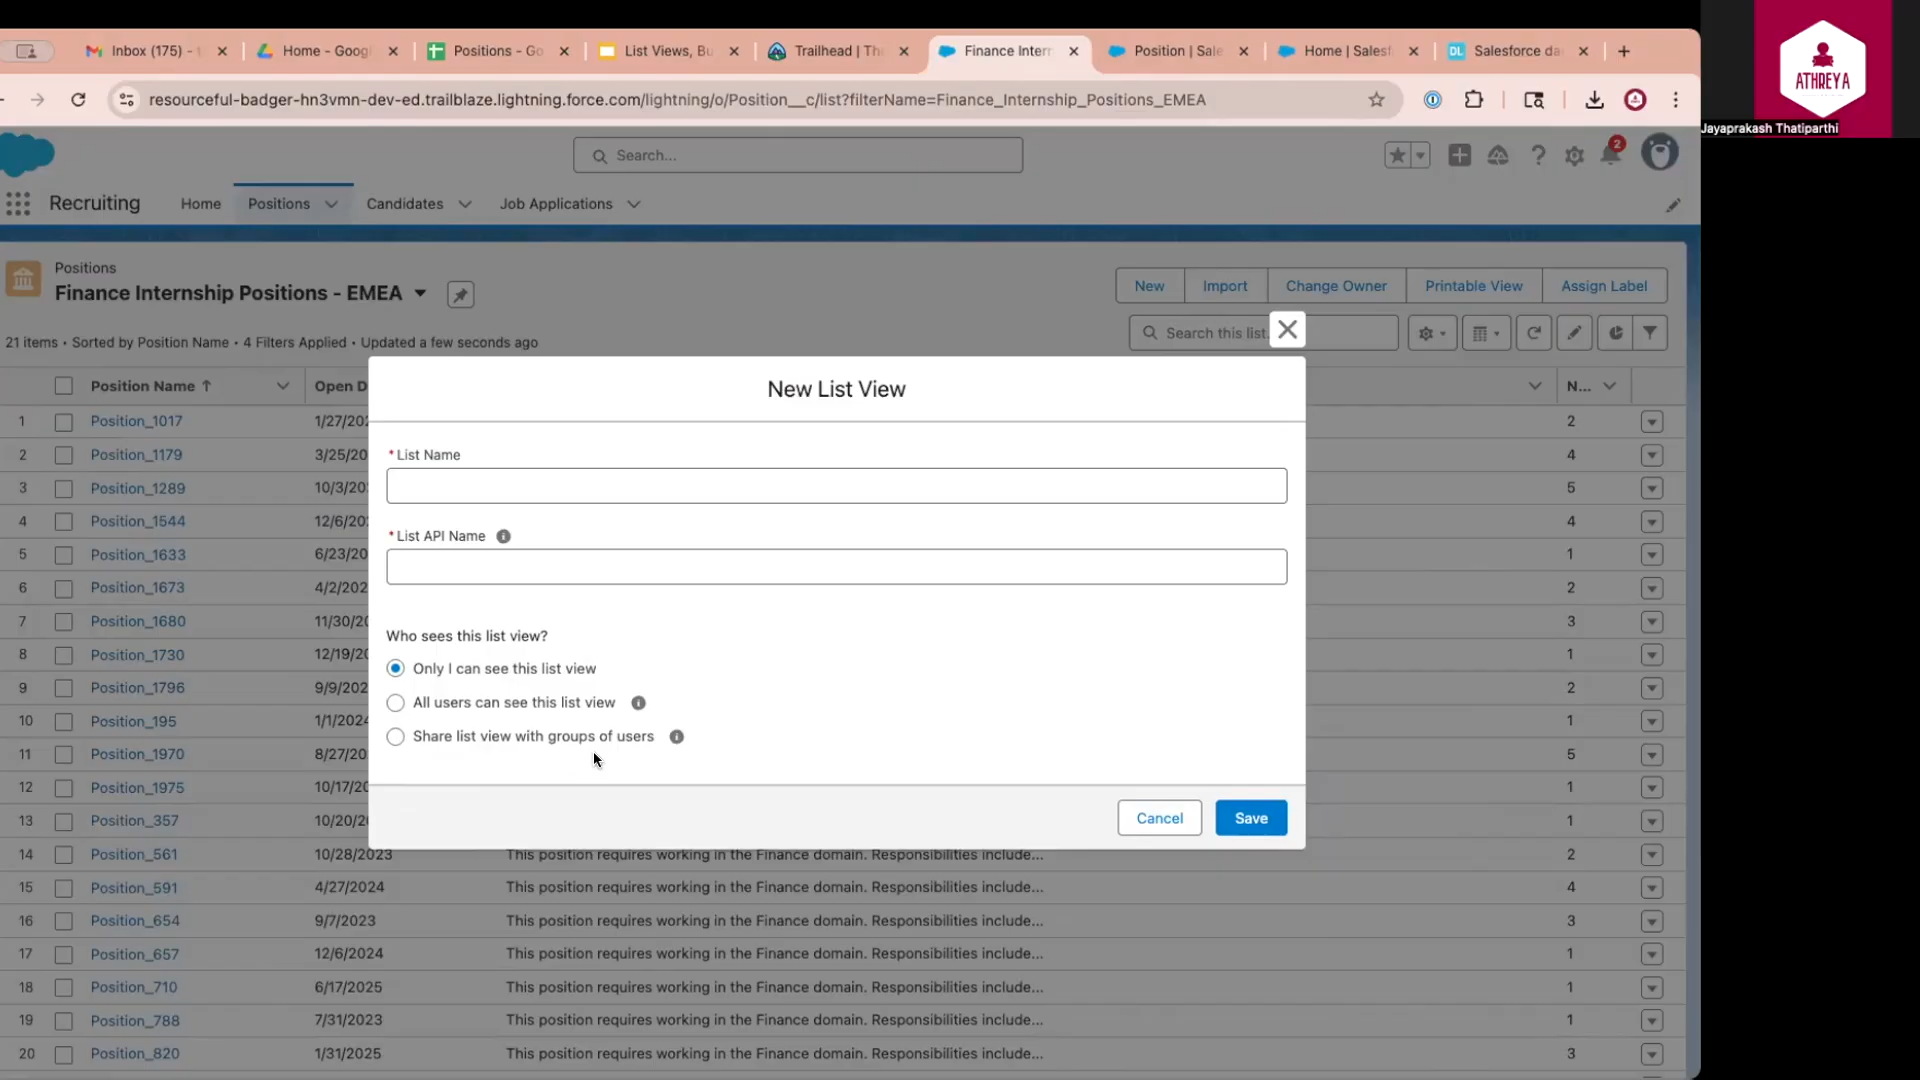 Inbox (175) -
Home - Goog
Positions - Go
List Views, Bu
Trailhead | Th
Finance Inter
Position | Sale
Home | Salesf
DL
Salesforce da
resourceful-badger-hn3vmn-dev-ed.trailblaze.lightning.force.com/lightning/o/Position__c/list?filterName=Finance_Internship_Positions_EMEA
ATHREYA
Jayaprakash Thatiparthi
Search...
2
Recruiting
Home
Positions
Candidates
Job Applications
Positions
Finance Internship Positions - EMEA
New
Import
Change Owner
Printable View
Assign Label
21 items • Sorted by Position Name • 4 Filters Applied • Updated a few seconds ago
Search this list
Position Name
Open D
N...
New List View
* List Name
* List API Name
Who sees this list view?
Only I can see this list view
All users can see this list view
Share list view with groups of users
Cancel
Save
1 Position_1017 1/27/202 2
2 Position_1179 3/25/20 4
3 Position_1289 10/3/20 5
4 Position_1544 12/6/20 4
5 Position_1633 6/23/20 1
6 Position_1673 4/2/202 2
7 Position_1680 11/30/20 3
8 Position_1730 12/19/20 1
9 Position_1796 9/9/202 2
10 Position_195 1/1/2024 1
11 Position_1970 8/27/20 5
12 Position_1975 10/17/20 1
13 Position_357 10/20/20 1
14 Position_561 10/28/2023 This position requires working in the Finance domain. Responsibilities include... 2
15 Position_591 4/27/2024 This position requires working in the Finance domain. Responsibilities include... 4
16 Position_654 9/7/2023 This position requires working in the Finance domain. Responsibilities include... 3
17 Position_657 12/6/2024 This position requires working in the Finance domain. Responsibilities include... 1
18 Position_710 6/17/2025 This position requires working in the Finance domain. Responsibilities include... 1
19 Position_788 7/31/2023 This position requires working in the Finance domain. Responsibilities include... 1
20 Position_820 1/31/2025 This position requires working in the Finance domain. Responsibilities include... 3